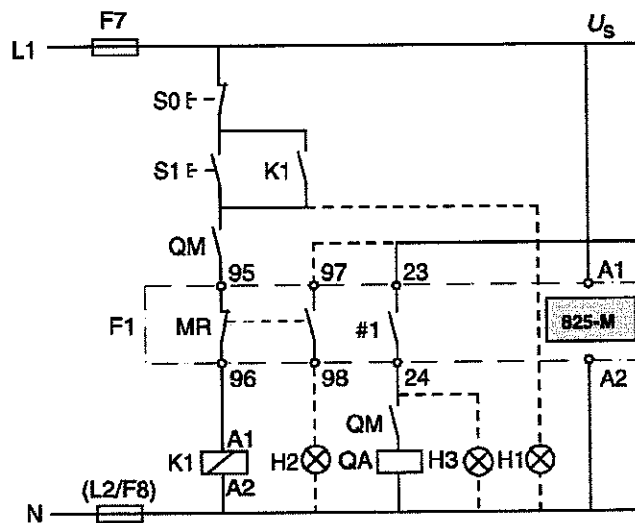 F7
L1
Us
S0
S1
K1
QM
95
97
23
A1
F1
MR
#1
825-M
96
98
24
A2
QM
K1
A1
A2
H2
QA
H3
H1
(L2/F8)
N